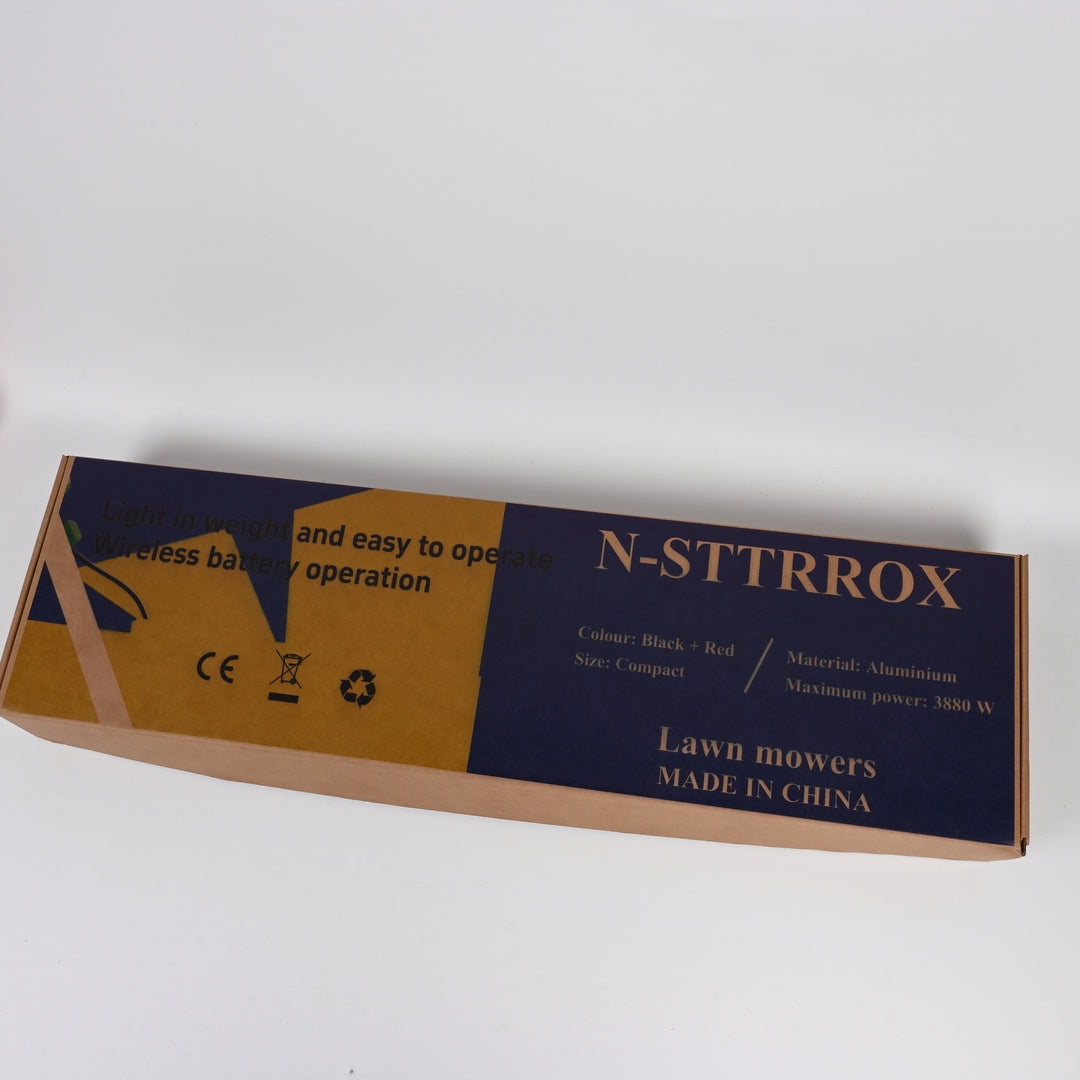 Light in weight and easy to operate
Wireless battery operation
CE
N-STTRROX
Colour: Black + Red
Size: Compact
Material: Aluminium
Maximum power: 3880 W
Lawn mowers
MADE IN CHINA